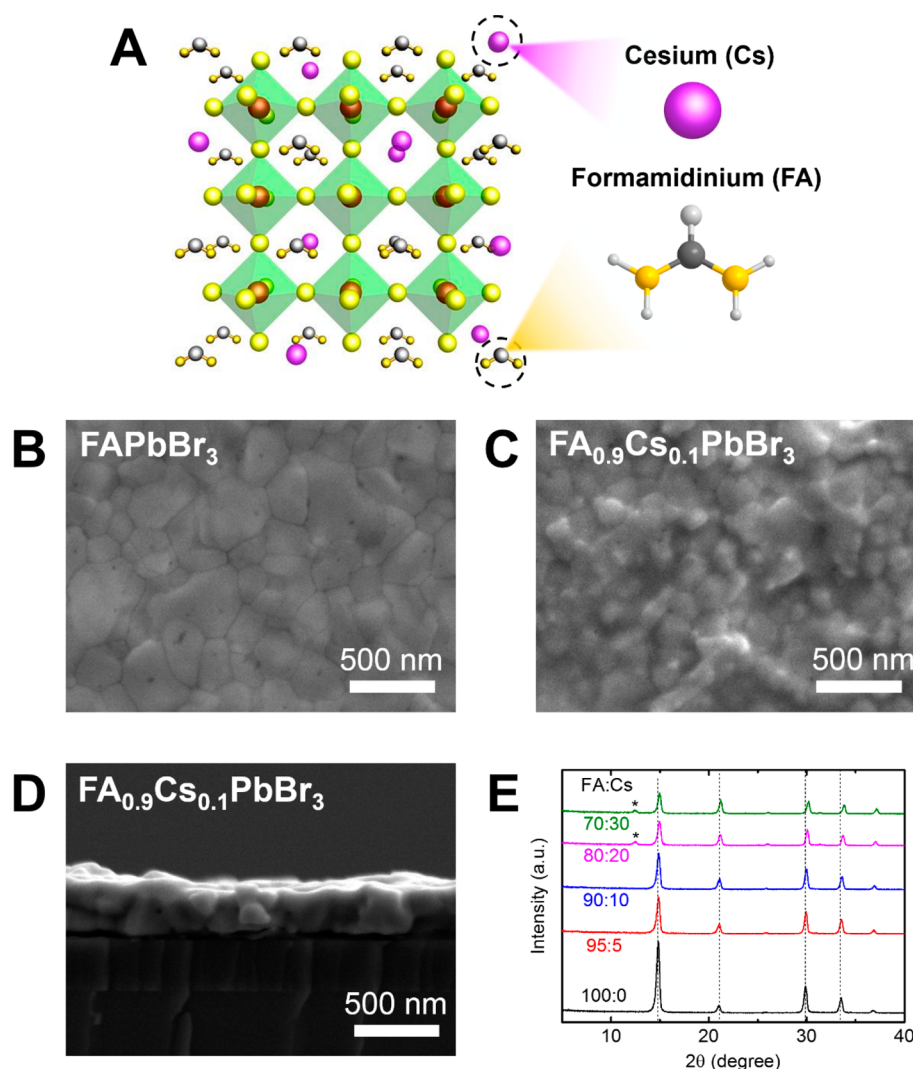 A
Cesium (Cs)
Formamidinium (FA)
B
FAPbBr₃
500 nm
C
FA₀.₉Cs₀.₁PbBr₃
500 nm
D
FA₀.₉Cs₀.₁PbBr₃
500 nm
E
FA:Cs
*
70:30
*
80:20
90:10
95:5
100:0
Intensity (a.u.)
10 20 30 40
2θ (degree)